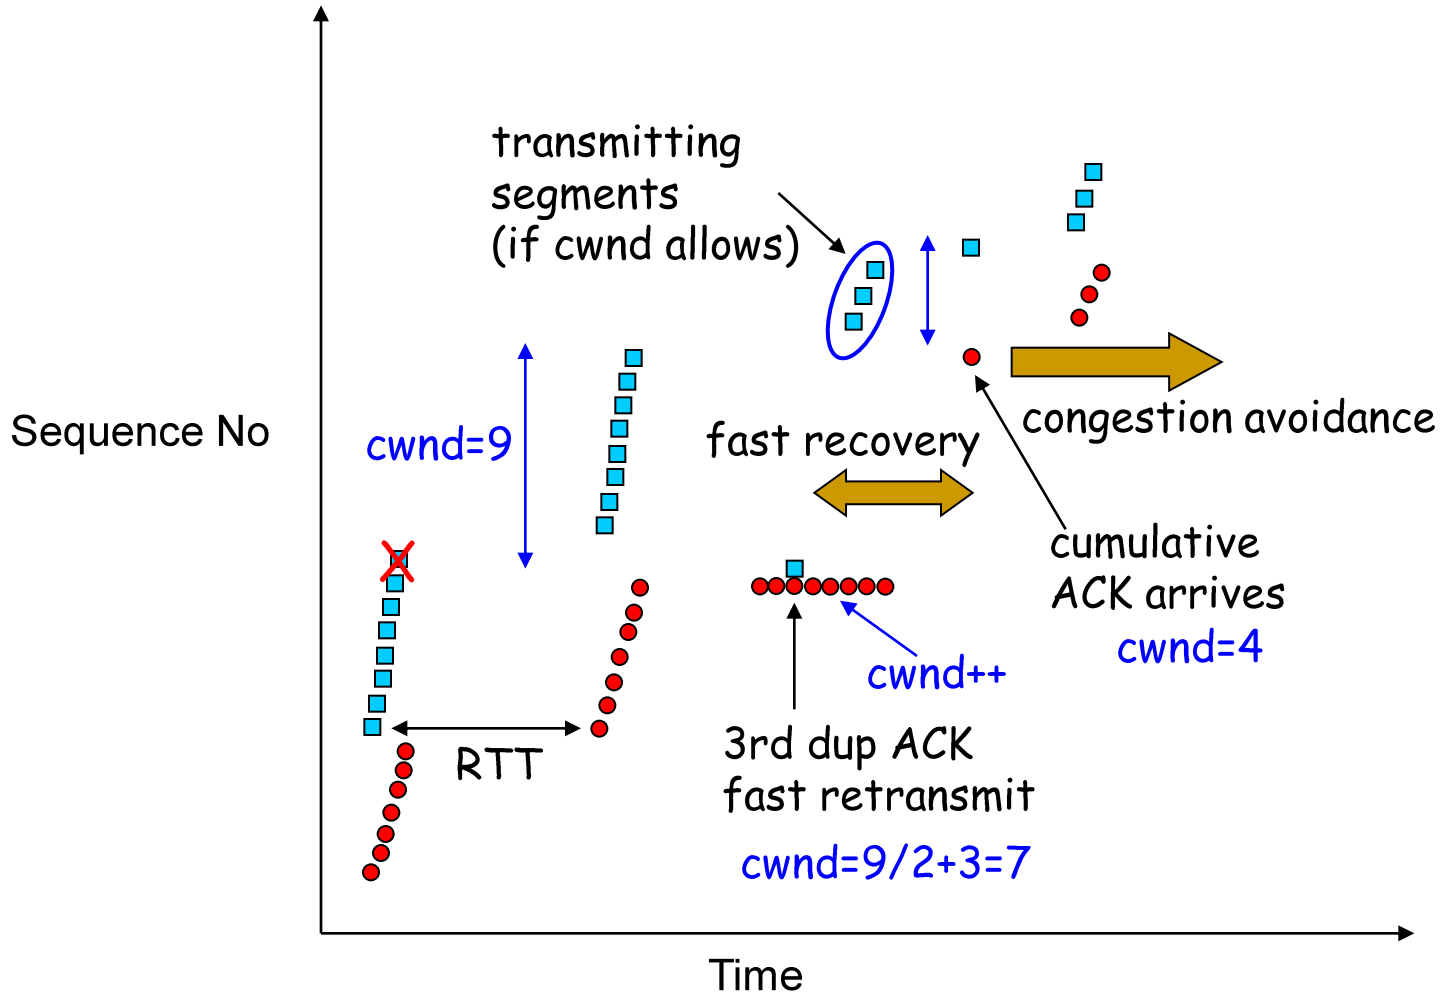 transmitting
segments
(if cwnd allows)
Sequence No
cwnd=9
fast recovery
congestion avoidance
cumulative
ACK arrives
cwnd=4
cwnd++
RTT
3rd dup ACK
fast retransmit
cwnd=9/2+3=7
Time